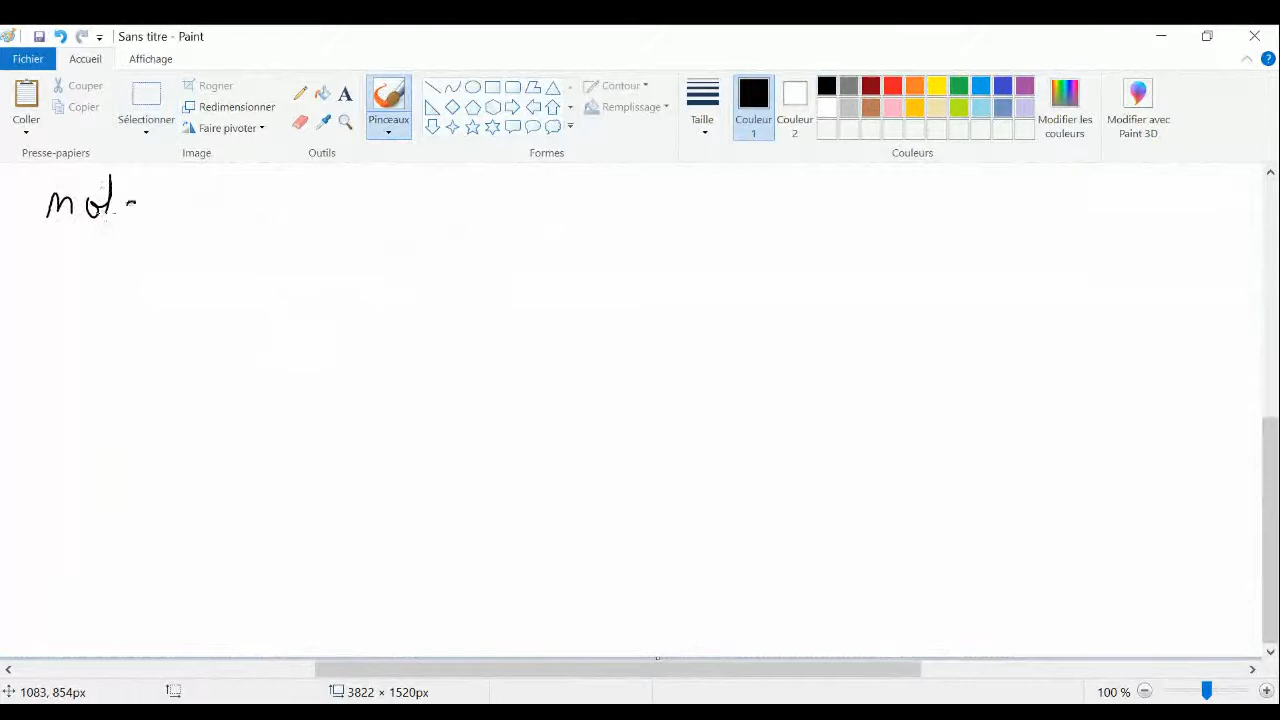 Sans titre - Paint
Fichier Accueil Affichage
Coller
Couper
Copier
Presse-papiers
Sélectionner
Rogner
Redimensionner
Faire pivoter
Image
A
Outils
Pinceaux
Formes
Contour
Remplissage
Taille
Couleur 1
Couleur 2
Couleurs
Modifier les couleurs
Modifier avec Paint 3D
1083, 854px
3822 × 1520px
100 %